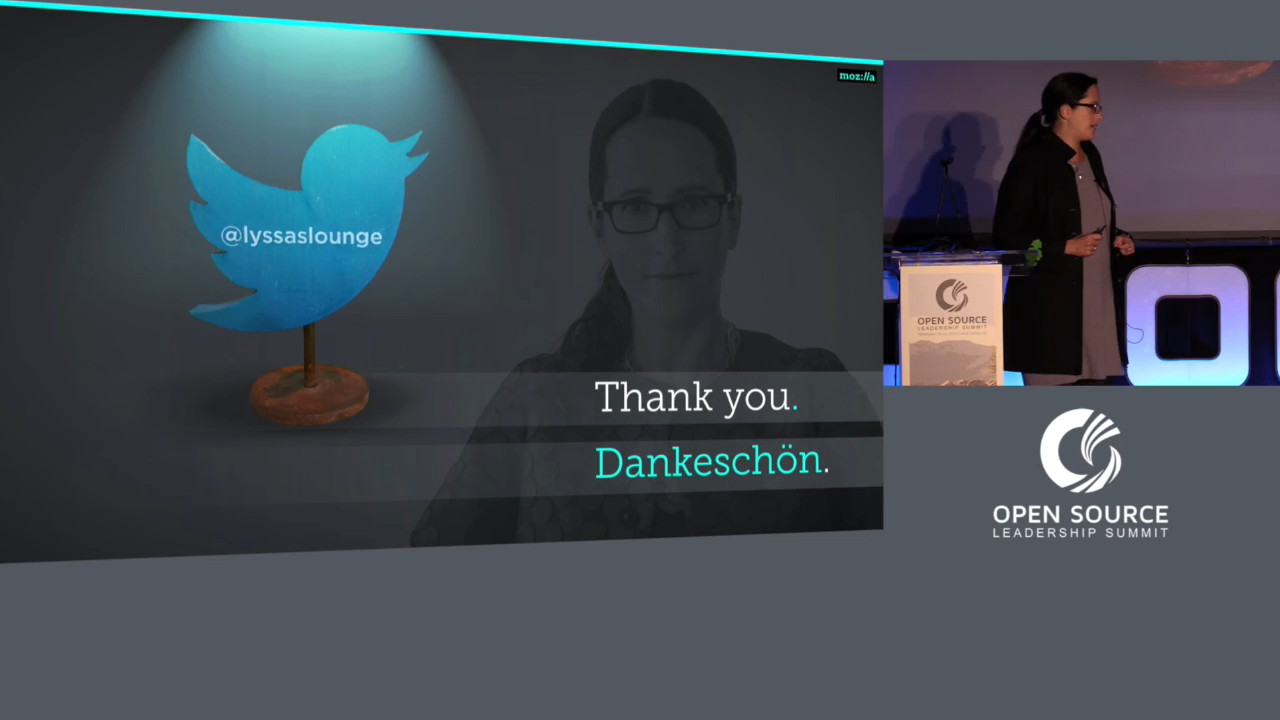 moz://a
@lyssaslounge
Thank you.
Dankeschön.
OPEN SOURCE
LEADERSHIP SUMMIT
OPEN SOURCE
LEADERSHIP SUMMIT